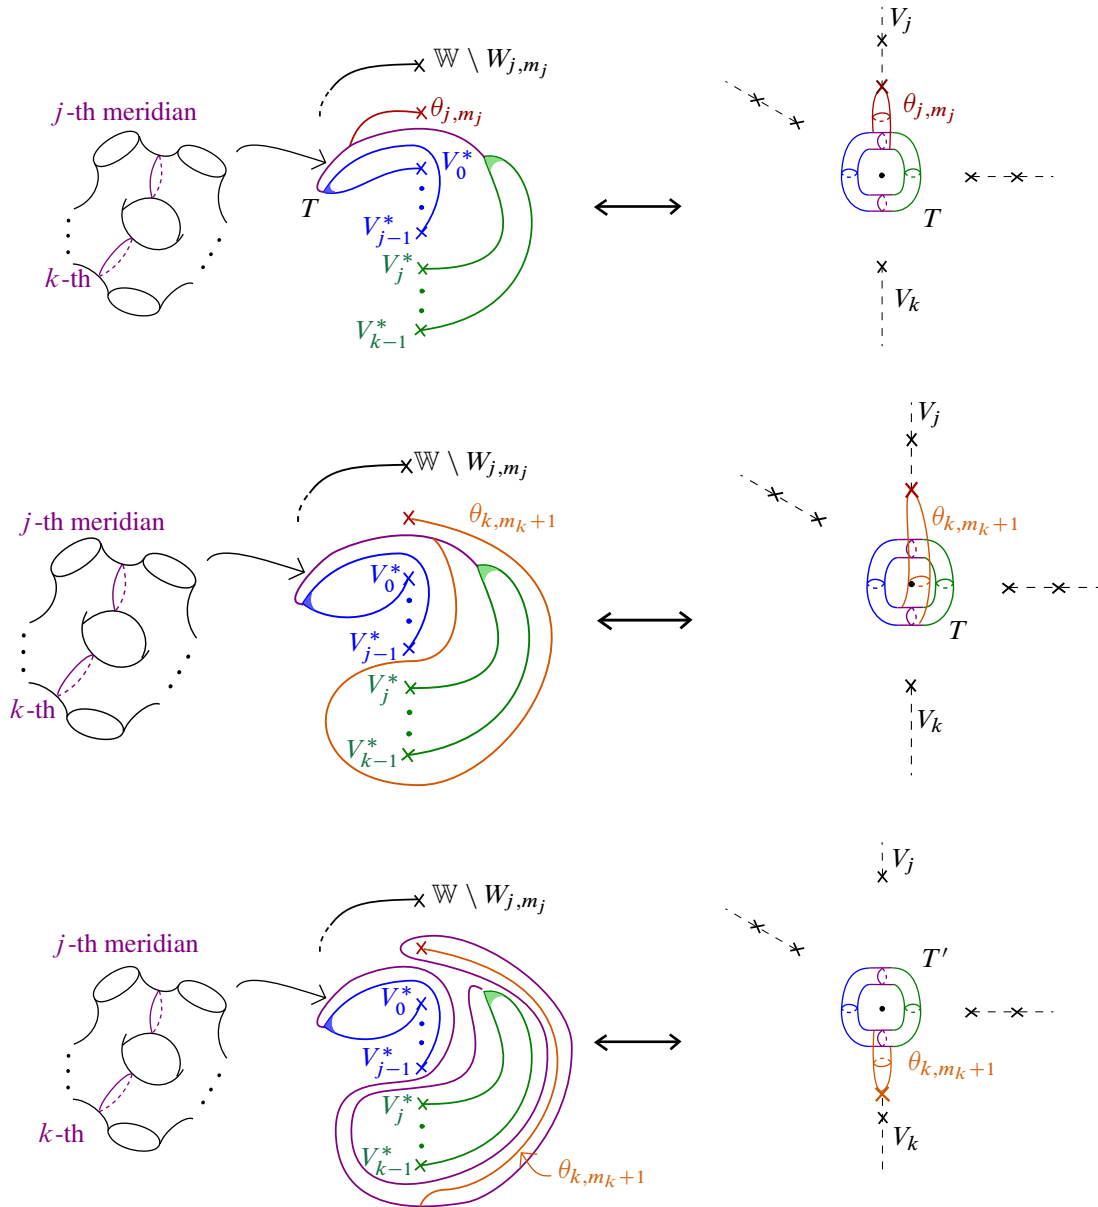 V_j
𝕎 \ W_{j,m_j}
j-th meridian
θ_{j,m_j}
θ_{j,m_j}
V_0^*
T
V_{j−1}^*
T
V_j^*
k-th
V_k
V_{k−1}^*
V_j
𝕎 \ W_{j,m_j}
j-th meridian
θ_{k,m_k+1}
θ_{k,m_k+1}
V_0^*
T
V_{j−1}^*
V_j^*
k-th
V_k
V_{k−1}^*
V_j
𝕎 \ W_{j,m_j}
j-th meridian
T′
V_0^*
V_{j−1}^*
θ_{k,m_k+1}
V_j^*
k-th
V_k
V_{k−1}^*
θ_{k,m_k+1}